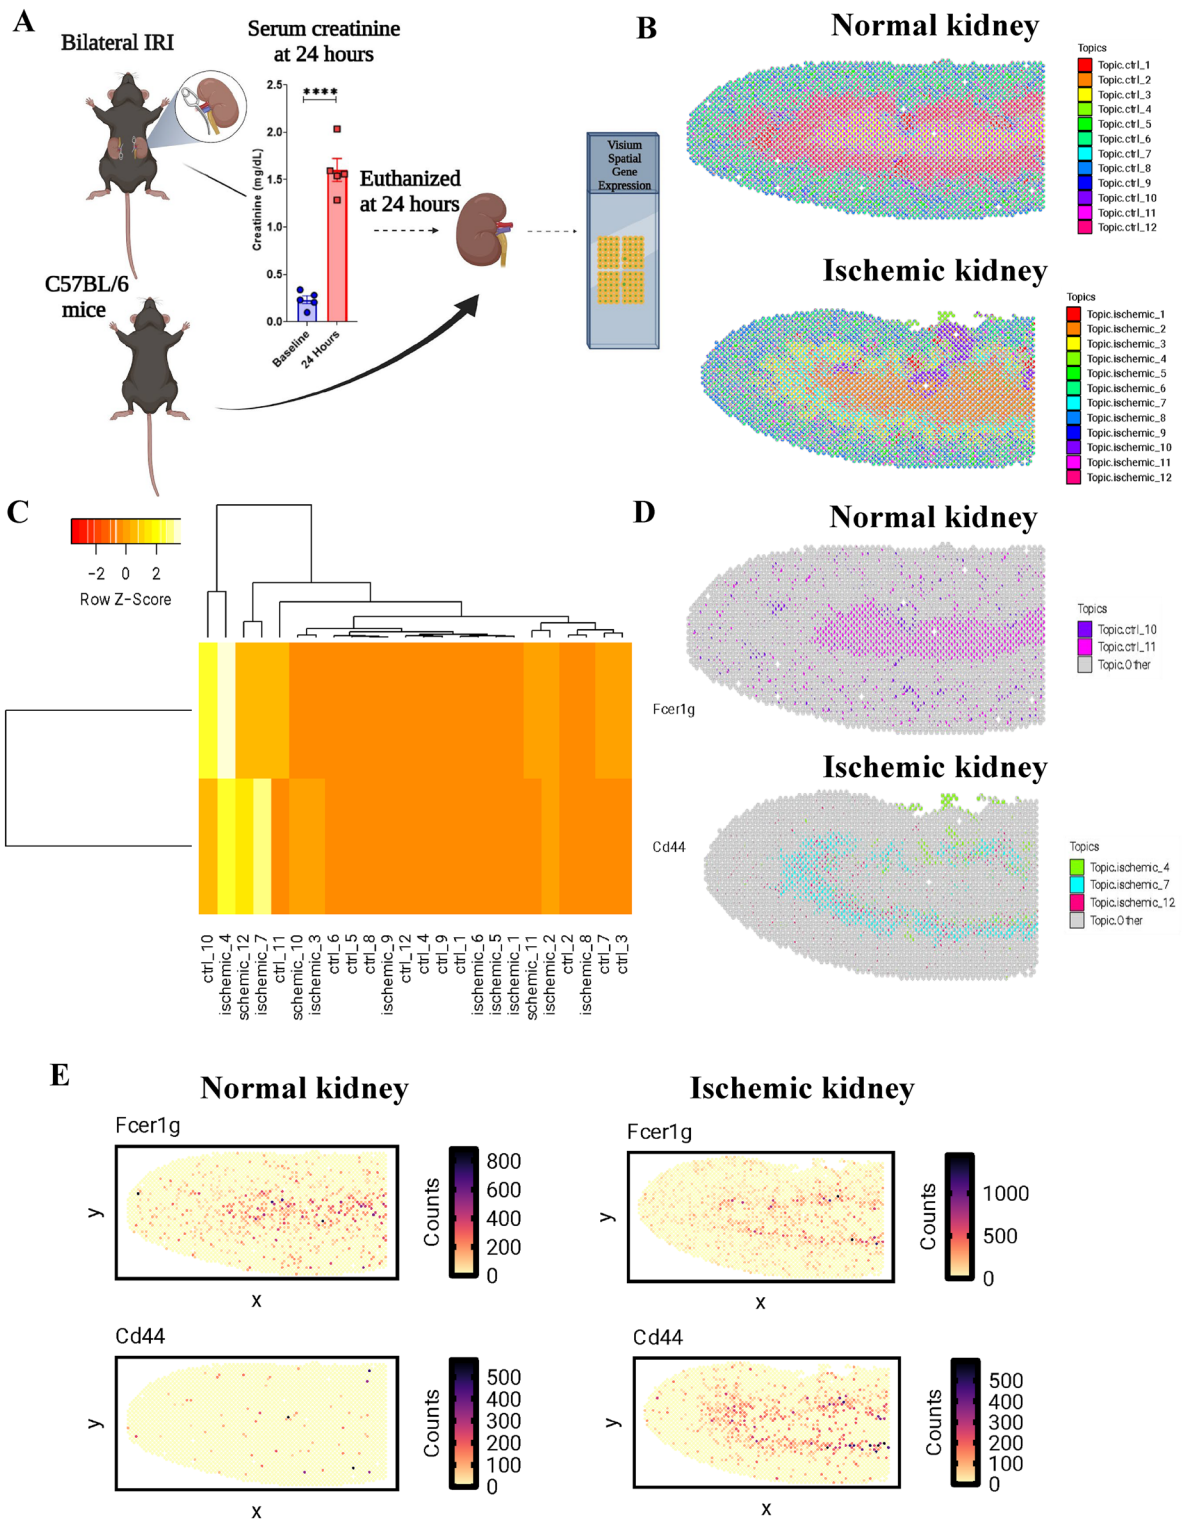 A
Bilateral IRI
Serum creatinine
at 24 hours
2.5
2.0
1.5
1.0
0.5
0.0
Creatinine (mg/dL)
****
Baseline
24 Hours
Euthanized
at 24 hours
Visium
Spatial
Gene
Expression
C57BL/6
mice
B
Normal kidney
Topics
Topic.ctrl_1
Topic.ctrl_2
Topic.ctrl_3
Topic.ctrl_4
Topic.ctrl_5
Topic.ctrl_6
Topic.ctrl_7
Topic.ctrl_8
Topic.ctrl_9
Topic.ctrl_10
Topic.ctrl_11
Topic.ctrl_12
Ischemic kidney
Topics
Topic.ischemic_1
Topic.ischemic_2
Topic.ischemic_3
Topic.ischemic_4
Topic.ischemic_5
Topic.ischemic_6
Topic.ischemic_7
Topic.ischemic_8
Topic.ischemic_9
Topic.ischemic_10
Topic.ischemic_11
Topic.ischemic_12
C
-2 0 2
Row Z-Score
Fcer1g
Cd44
ctrl_10
ischemic_4
schemic_12
ischemic_7
ctrl_11
schemic_10
ischemic_3
ctrl_6
ctrl_5
ctrl_8
ischemic_9
ctrl_12
ctrl_4
ctrl_9
ctrl_1
ischemic_6
ischemic_5
ischemic_1
schemic_11
ischemic_2
ctrl_2
ischemic_8
ctrl_7
ctrl_3
D
Normal kidney
Topics
Topic.ctrl_10
Topic.ctrl_11
Topic.Other
Ischemic kidney
Topics
Topic.ischemic_4
Topic.ischemic_7
Topic.ischemic_12
Topic.Other
E
Normal kidney
Fcer1g
y
x
Counts
800
600
400
200
0
Cd44
y
x
Counts
500
400
300
200
100
0
Ischemic kidney
Fcer1g
y
x
Counts
1000
500
0
Cd44
y
x
Counts
500
400
300
200
100
0